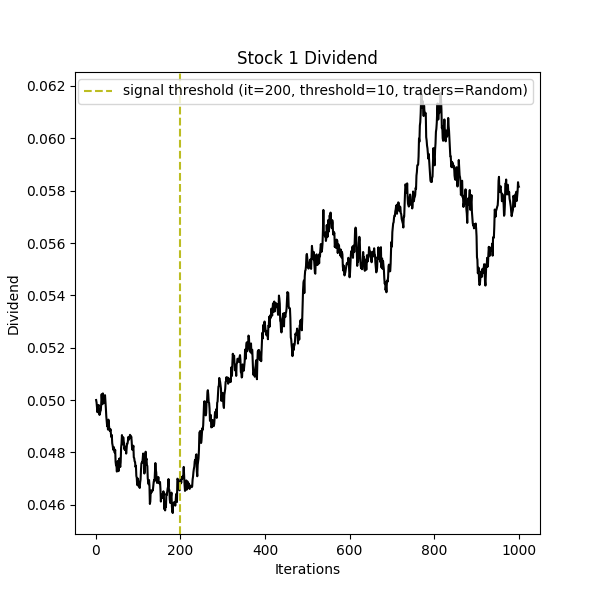 Stock 1 Dividend
signal threshold (it=200, threshold=10, traders=Random)
0.062
0.060
0.058
0.056
0.054
0.052
0.050
0.048
0.046
Dividend
0 200 400 600 800 1000
Iterations